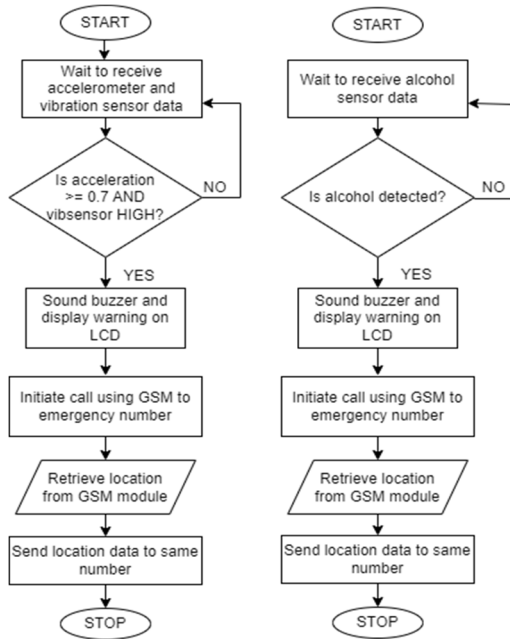 START
Wait to receive
accelerometer and
vibration sensor data
Is acceleration
>= 0.7 AND
vibsensor HIGH?
NO
YES
Sound buzzer and
display warning on
LCD
Initiate call using GSM to
emergency number
Retrieve location
from GSM module
Send location data to same
number
STOP
START
Wait to receive alcohol
sensor data
Is alcohol detected?
NO
YES
Sound buzzer and
display warning on
LCD
Initiate call using GSM to
emergency number
Retrieve location
from GSM module
Send location data to same
number
STOP